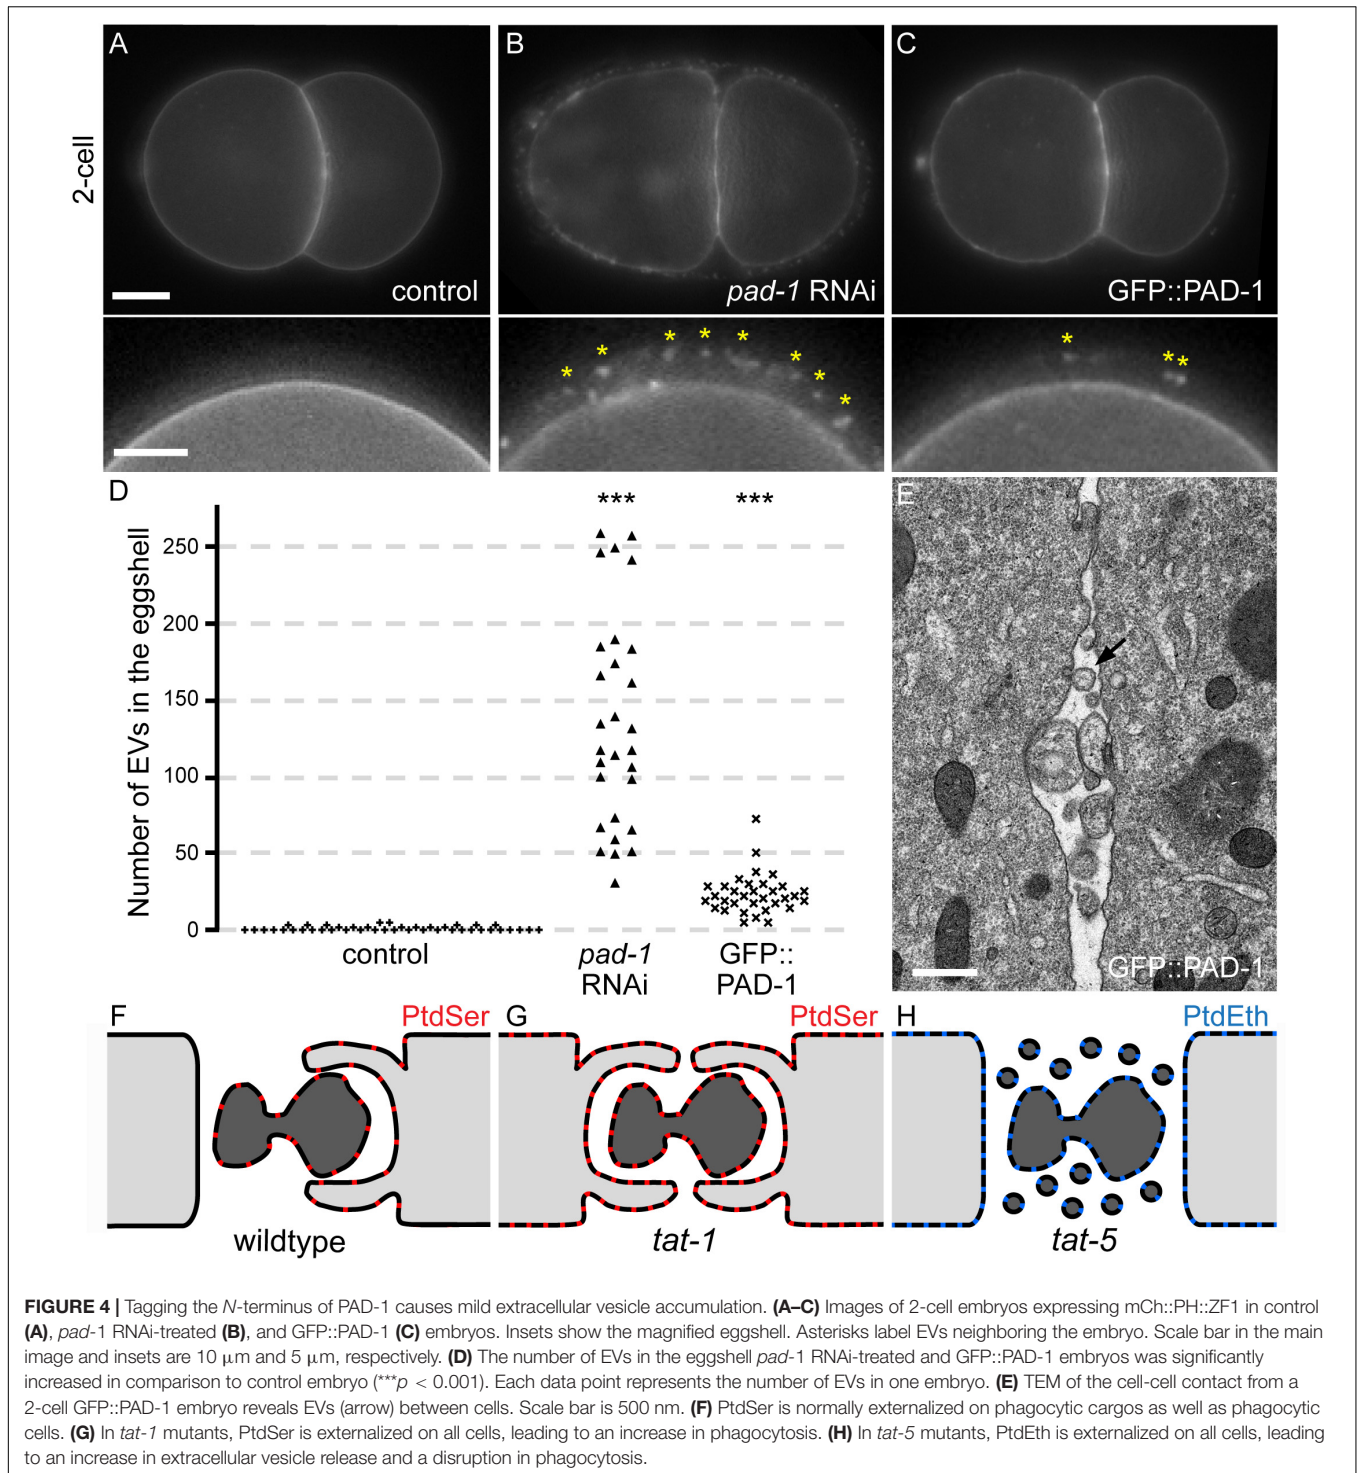 A
B
C
2-cell
control
pad-1 RNAi
GFP::PAD-1
* * * * * * * *
* **
D
***
***
E
Number of EVs in the eggshell
250
200
150
100
50
0
control
pad-1
RNAi
GFP::
PAD-1
GFP::PAD-1
F
PtdSer
G
PtdSer
H
PtdEth
wildtype
tat-1
tat-5
FIGURE 4 | Tagging the N-terminus of PAD-1 causes mild extracellular vesicle accumulation. (A–C) Images of 2-cell embryos expressing mCh::PH::ZF1 in control
(A), pad-1 RNAi-treated (B), and GFP::PAD-1 (C) embryos. Insets show the magnified eggshell. Asterisks label EVs neighboring the embryo. Scale bar in the main
image and insets are 10 μm and 5 μm, respectively. (D) The number of EVs in the eggshell pad-1 RNAi-treated and GFP::PAD-1 embryos was significantly
increased in comparison to control embryo (***p < 0.001). Each data point represents the number of EVs in one embryo. (E) TEM of the cell-cell contact from a
2-cell GFP::PAD-1 embryo reveals EVs (arrow) between cells. Scale bar is 500 nm. (F) PtdSer is normally externalized on phagocytic cargos as well as phagocytic
cells. (G) In tat-1 mutants, PtdSer is externalized on all cells, leading to an increase in phagocytosis. (H) In tat-5 mutants, PtdEth is externalized on all cells, leading
to an increase in extracellular vesicle release and a disruption in phagocytosis.